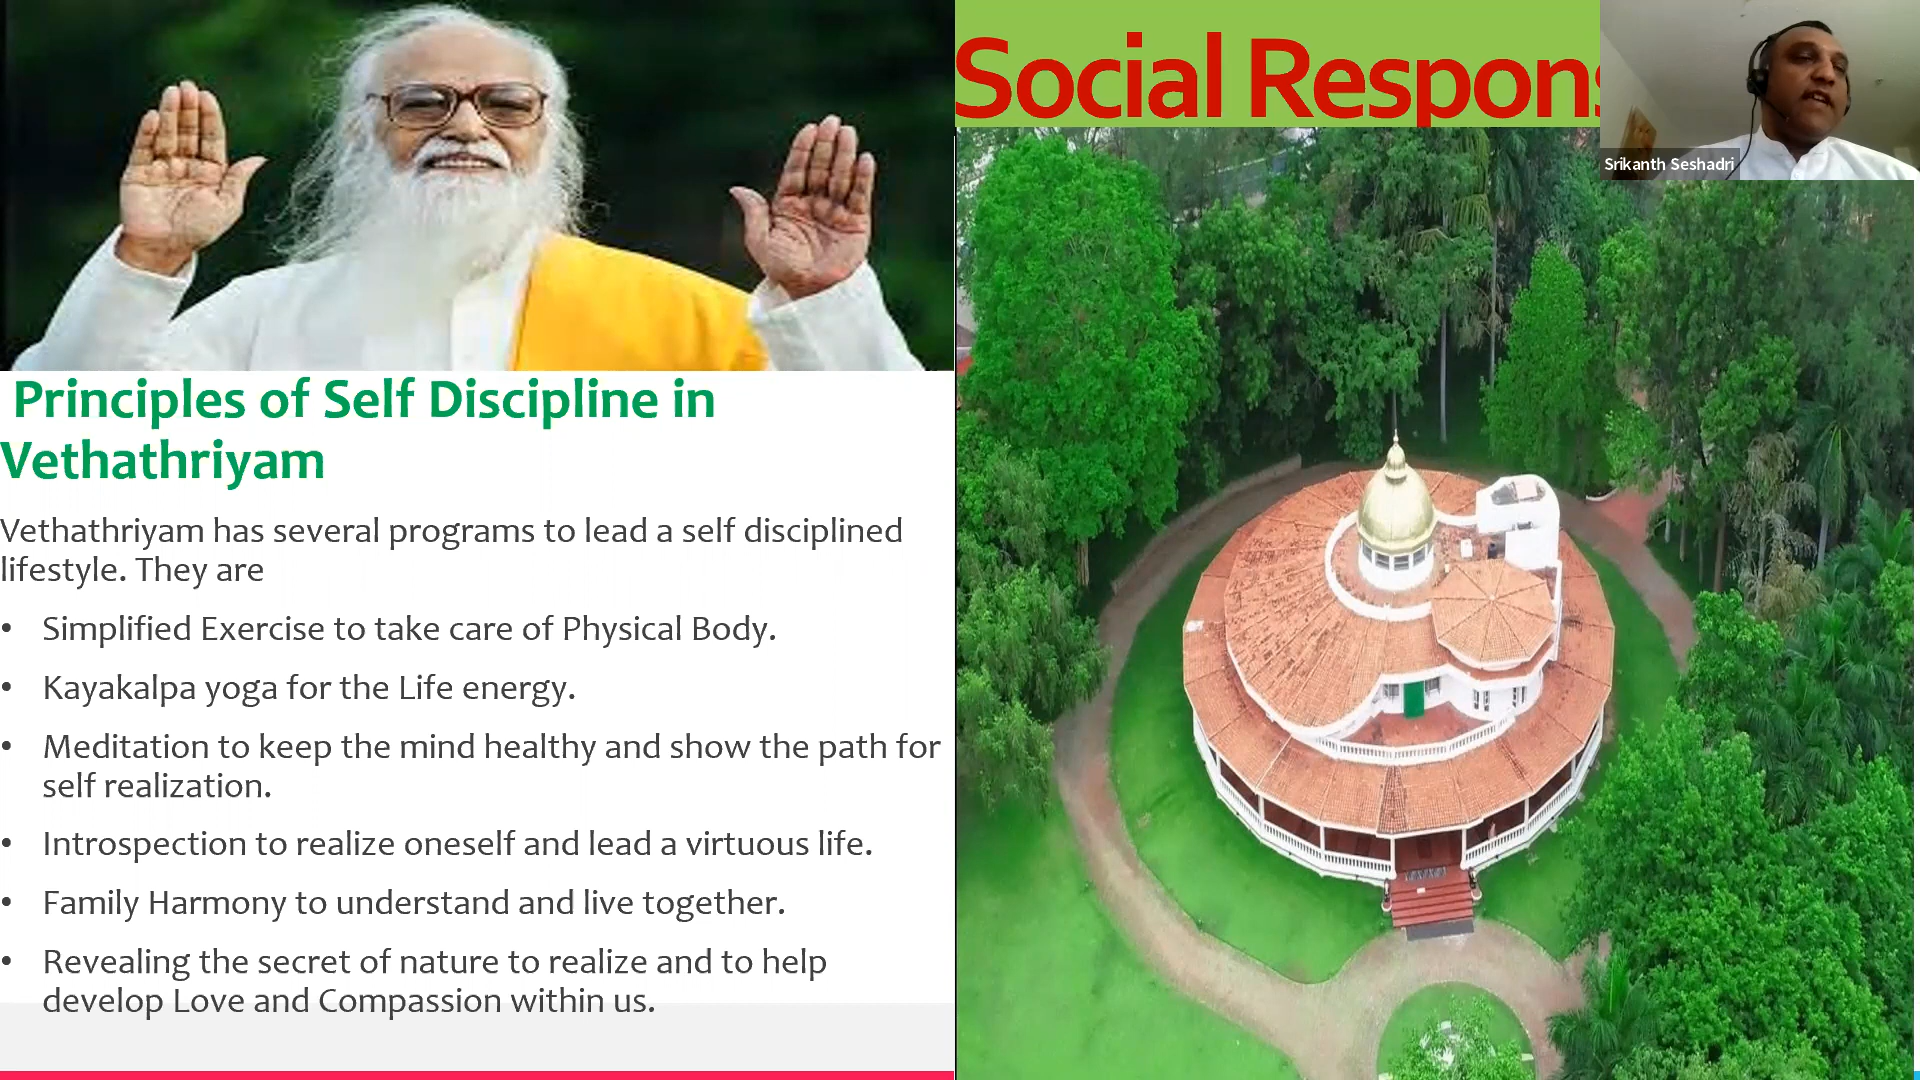 Social Respons
Srikanth Seshadri
Principles of Self Discipline in
Vethathriyam
Vethathriyam has several programs to lead a self disciplined
lifestyle. They are
• Simplified Exercise to take care of Physical Body.
• Kayakalpa yoga for the Life energy.
• Meditation to keep the mind healthy and show the path for
self realization.
• Introspection to realize oneself and lead a virtuous life.
• Family Harmony to understand and live together.
• Revealing the secret of nature to realize and to help
develop Love and Compassion within us.